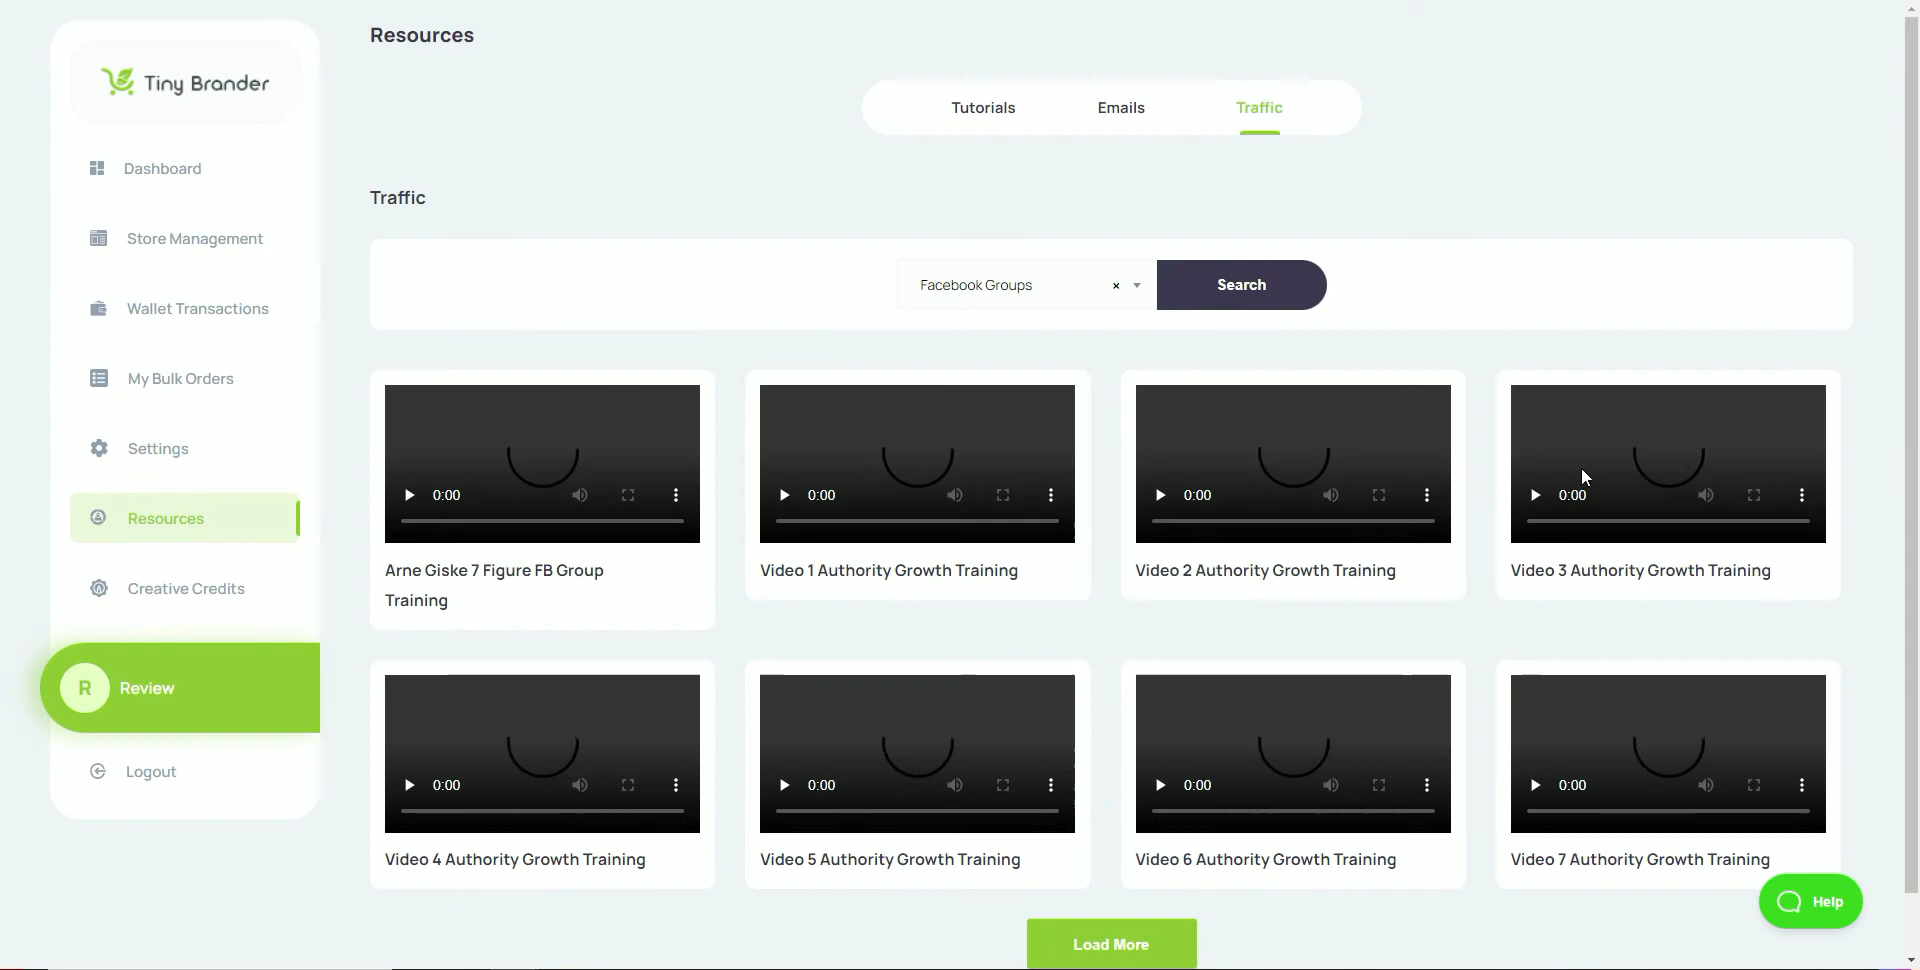 Resources
Tiny Brander
Tutorials
Emails
Traffic
Dashboard
Traffic
Store Management
Facebook Groups
×
Search
Wallet Transactions
My Bulk Orders
Settings
Resources
Creative Credits
R
Review
Logout
0:00
0:00
0:00
0:00
Arne Giske 7 Figure FB Group
Training
Video 1 Authority Growth Training
Video 2 Authority Growth Training
Video 3 Authority Growth Training
0:00
0:00
0:00
0:00
Video 4 Authority Growth Training
Video 5 Authority Growth Training
Video 6 Authority Growth Training
Video 7 Authority Growth Training
Help
Load More